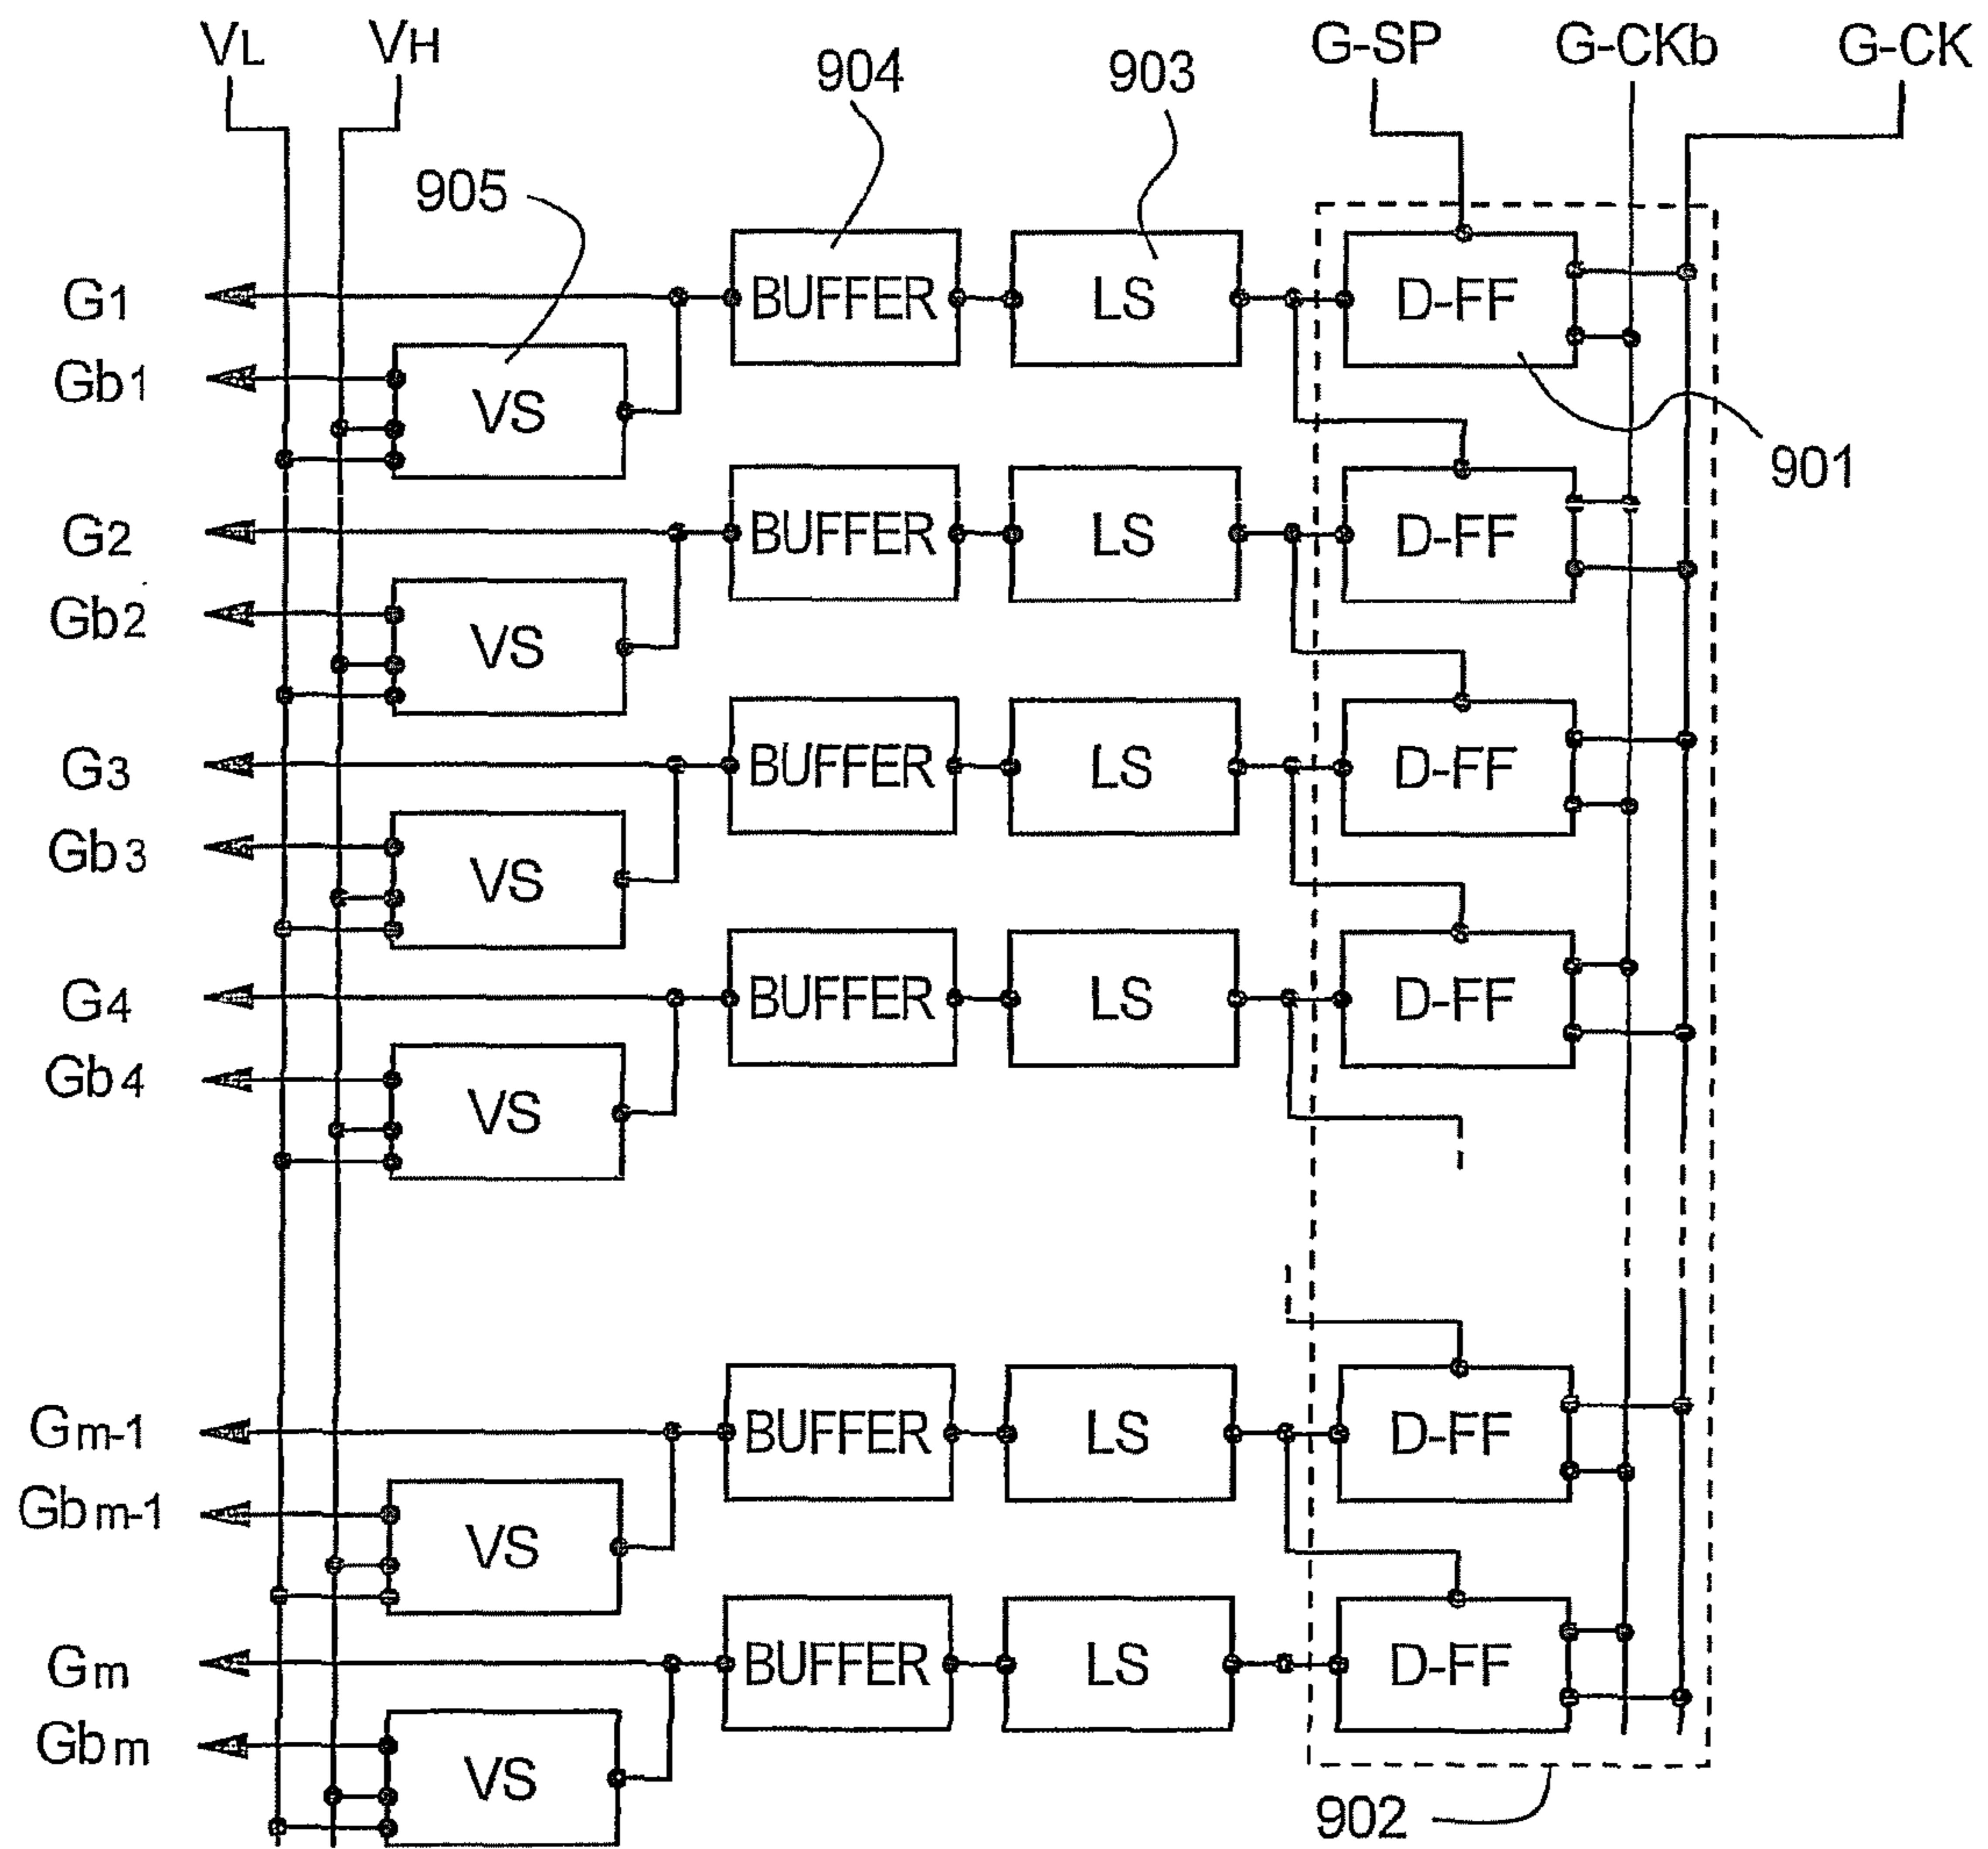 VL VH 904 903 G-SP G-CKb G-CK
905
G1 BUFFER LS D-FF
Gb1 VS
901
G2 BUFFER LS D-FF
Gb2 VS
G3 BUFFER LS D-FF
Gb3 VS
G4 BUFFER LS D-FF
Gb4 VS
Gm-1 BUFFER LS D-FF
Gbm-1 VS
Gm BUFFER LS D-FF
Gbm VS
902